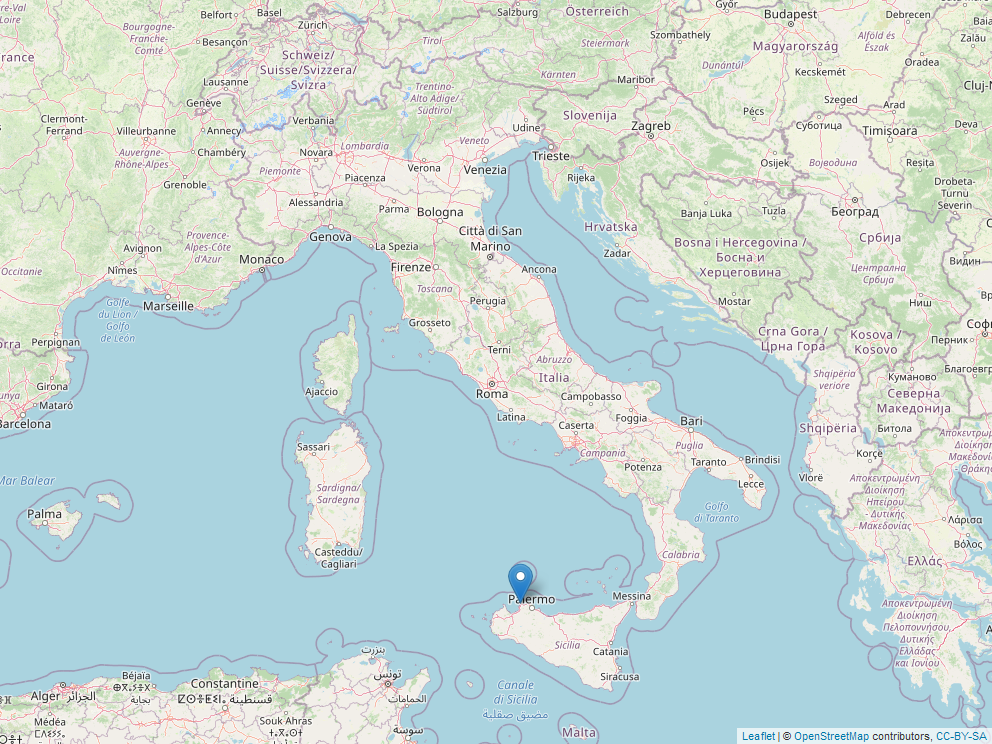 Belfort
Basel
Zürich
Salzburg
Österreich
Győr
Budapest
Debrecen
Bourgogne-
Franche-
Comté
Besançon
Schweiz/
Suisse/Svizzera/
Svizra
Tirol
Steiermark
Szombathely
Magyarország
Alföld és
Észak
Zalău
Lausanne
Genève
Kärnten
Maribor
Dunántúl
Kecskemét
Oradea
Trentino-
Alto Adige/
Südtirol
Clermont-
Ferrand
Villeurbanne
Annecy
Verbania
Udine
Slovenija
Zagreb
Pécs
Szeged
Arad
Суботица
Timișoara
Deva
Auvergne-
Rhône-Alpes
Chambéry
Novara
Lombardia
Veneto
Verona
Venezia
Trieste
Rijeka
Osijek
Војводина
Reșița
Grenoble
Piemonte
Piacenza
Drobeta-
Turnu
Severin
Alessandria
Parma
Bologna
Banja Luka
Tuzla
Београд
Provence-
Alpes-Côte
d'Azur
Genova
La Spezia
Città di San
Marino
Hrvatska
Zadar
Bosna i Hercegovina /
Босна и
Херцеговина
Србија
Avignon
Nîmes
Occitanie
Monaco
Firenze
Ancona
Централна
Србија
Видин
Marseille
Golfe
du Lion /
Golfo
de León
Toscana
Perugia
Mostar
Ниш
Perpignan
Grosseto
Terni
Crna Gora /
Црна Гора
Kosova /
Kosovo
Перник
Girona
Ajaccio
Abruzzo
Italia
Roma
Shqipëria
veriore
Куманово
Северна
Македонија
Mataró
Barcelona
Latina
Campobasso
Foggia
Caserta
Campania
Bari
Shqipëria
Битола
Sassari
Puglia
Potenza
Taranto
Brindisi
Lecce
Korçë
Vlorë
Mar Balear
Palma
Sardigna/
Sardegna
Golfo
di Taranto
Αποκεντρωμένη
Διοίκηση
Ηπείρου
- Δυτικής
Μακεδονίας
Λάρισα
Βόλος
Casteddu/
Cagliari
Calabria
Ελλάς
Palermo
Messina
Αποκεντρωμένη
Διοίκηση
Πελοποννήσου,
Δυτικής
Ελλάδας
και Ιονίου
Sicilia
Catania
Siracusa
بنزرت
تونس
الحمامات
سوسة
Canale
di Sicilia
مضيق صقلية
Malta
Alger الجزائر
Béjaïa
بجاية
Constantine
قسنطينة
Souk Ahras
Médéa
Leaflet | © OpenStreetMap contributors, CC-BY-SA